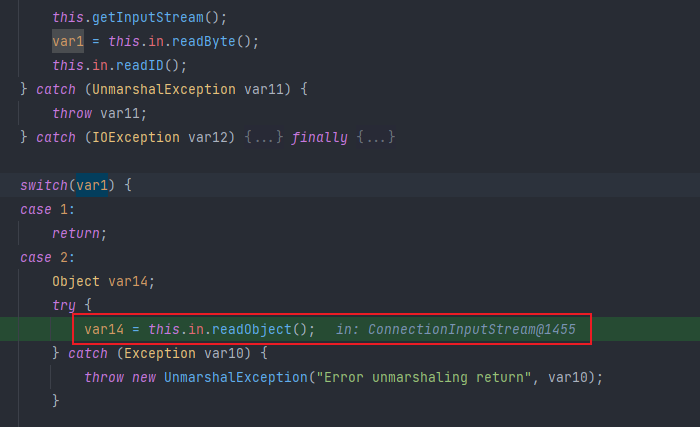 this.getInputStream();
var1 = this.in.readByte();
this.in.readID();
} catch (UnmarshalException var11) {
throw var11;
} catch (IOException var12) {...} finally {...}
switch(var1) {
case 1:
return;
case 2:
Object var14;
try {
var14 = this.in.readObject(); in: ConnectionInputStream@1455
} catch (Exception var10) {
throw new UnmarshalException("Error unmarshaling return", var10);
}